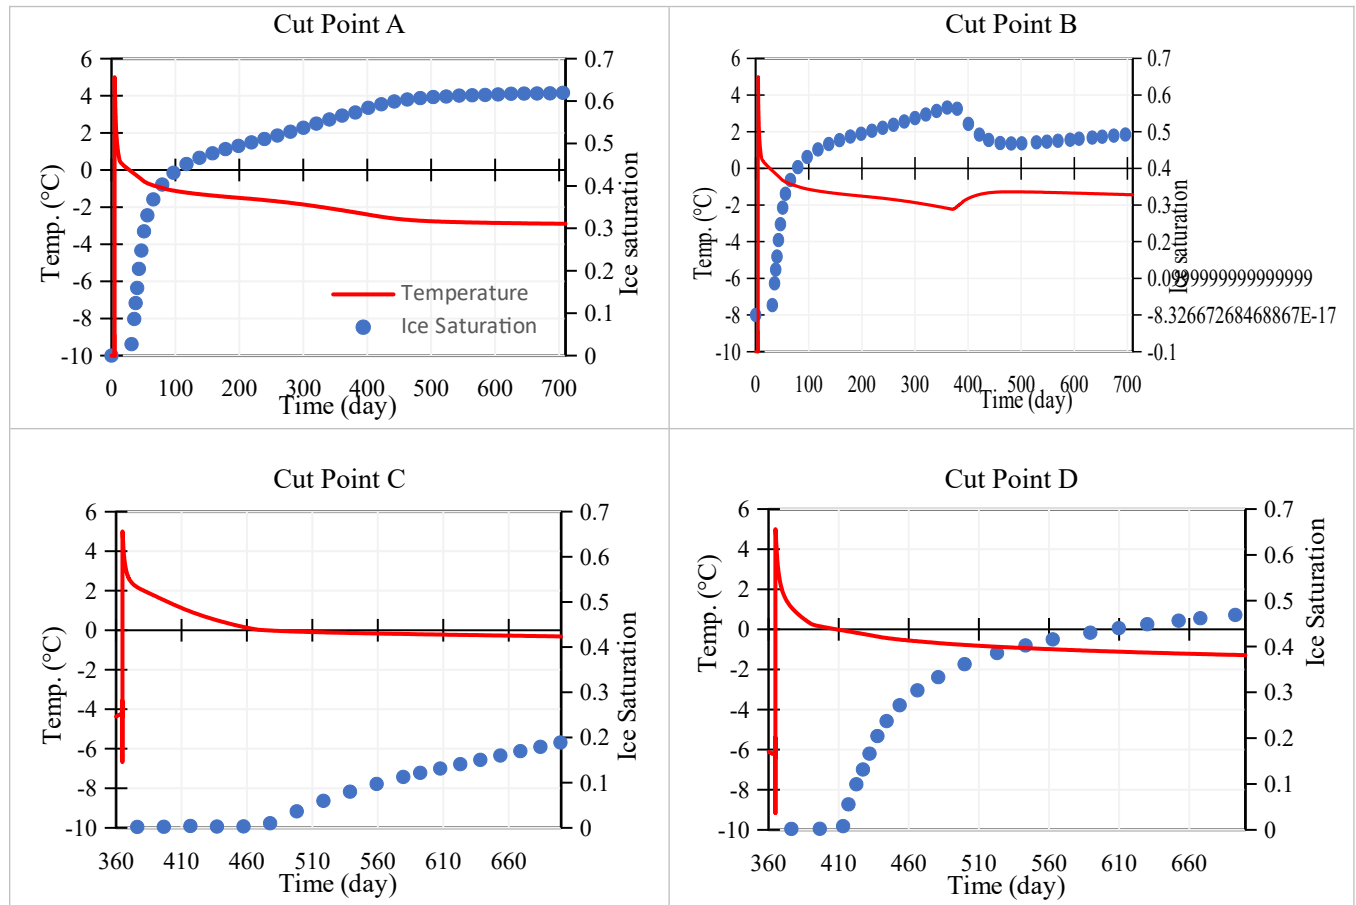 Cut Point A
6
4
2
0
-2
-4
-6
-8
-10
Temp. (°C)
0.7
0.6
0.5
0.4
0.3
0.2
0.1
0
Ice saturation
Temperature
Ice Saturation
0 100 200 300 400 500 600 700
Time (day)
Cut Point B
6
4
2
0
-2
-4
-6
-8
-10
Temp. (°C)
0.7
0.6
0.5
0.4
0.3
0.2
0.0999999999999999
-8.32667268468867E-17
-0.1
Ice saturation
0 100 200 300 400 500 600 700
Time (day)
Cut Point C
6
4
2
0
-2
-4
-6
-8
-10
Temp. (°C)
0.7
0.6
0.5
0.4
0.3
0.2
0.1
0
Ice Saturation
360 410 460 510 560 610 660
Time (day)
Cut Point D
6
4
2
0
-2
-4
-6
-8
-10
Temp. (°C)
0.7
0.6
0.5
0.4
0.3
0.2
0.1
0
Ice Saturation
360 410 460 510 560 610 660
Time (day)